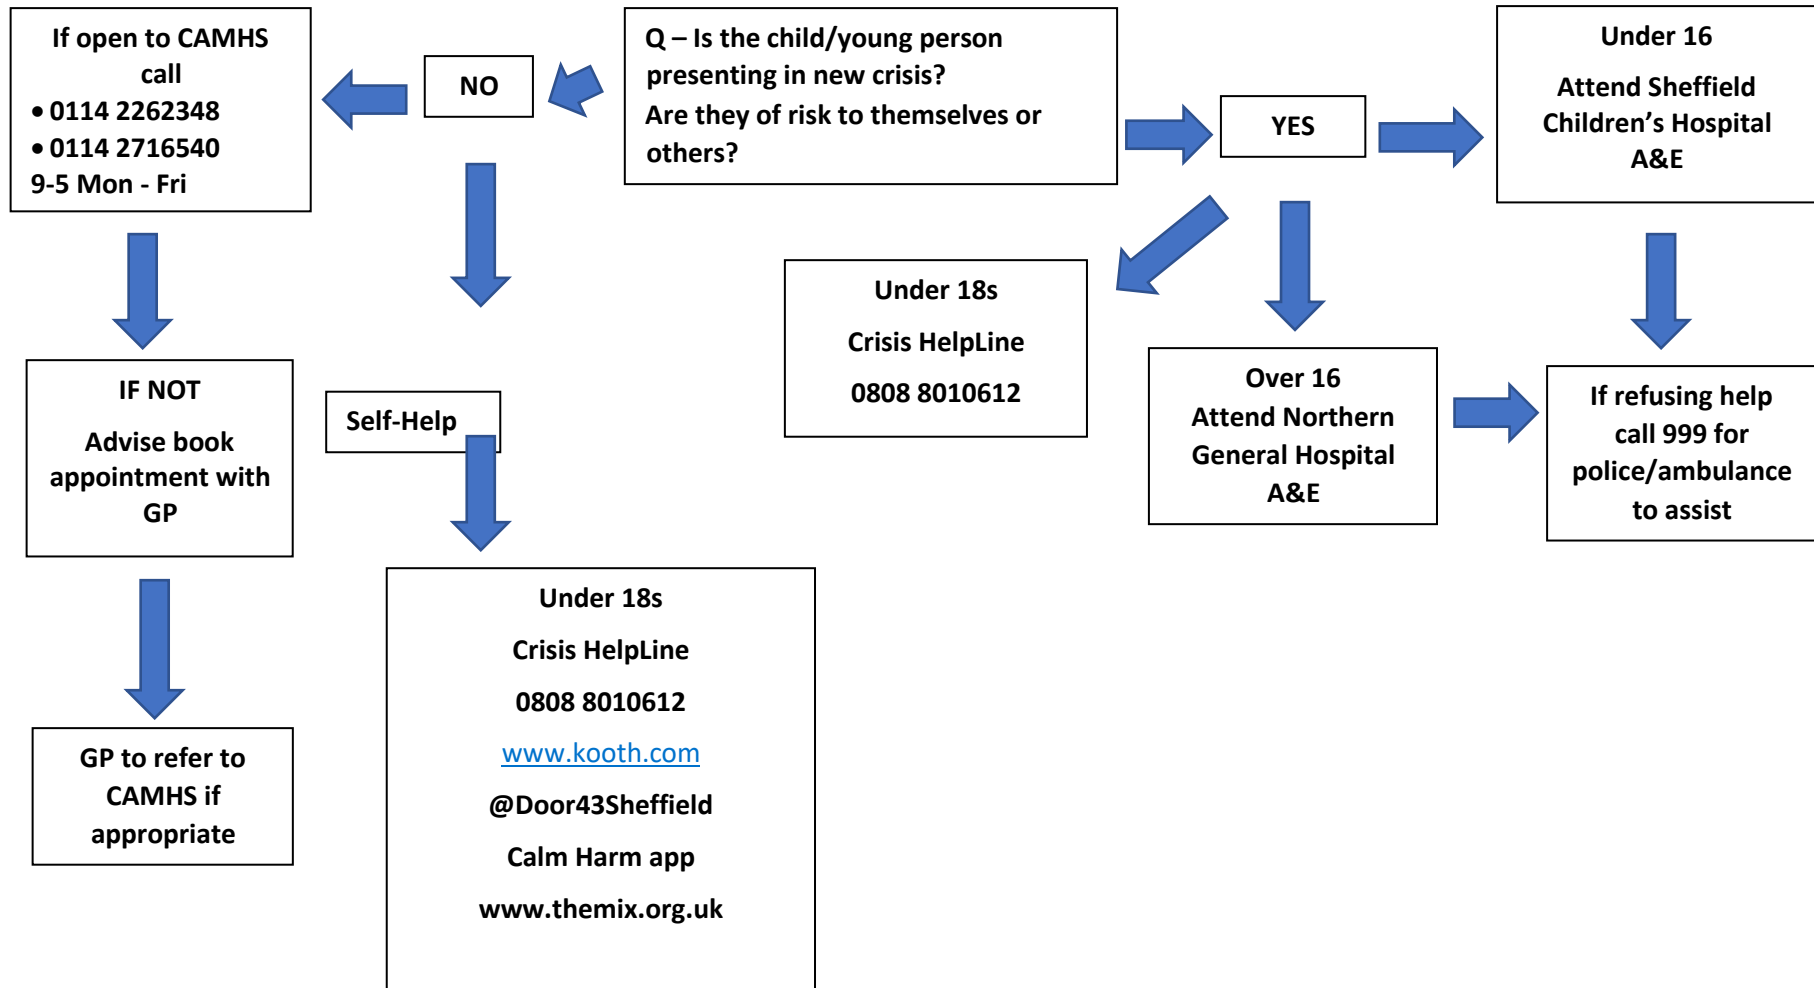 If open to CAMHS
call
• 0114 2262348
• 0114 2716540
9-5 Mon - Fri
NO
Q – Is the child/young person
presenting in new crisis?
Are they of risk to themselves or
others?
YES
Under 16
Attend Sheffield
Children’s Hospital
A&E
Under 18s
Crisis HelpLine
0808 8010612
Over 16
Attend Northern
General Hospital
A&E
If refusing help
call 999 for
police/ambulance
to assist
IF NOT
Advise book
appointment with
GP
Self-Help
Under 18s
Crisis HelpLine
0808 8010612
www.kooth.com
@Door43Sheffield
Calm Harm app
www.themix.org.uk
GP to refer to
CAMHS if
appropriate